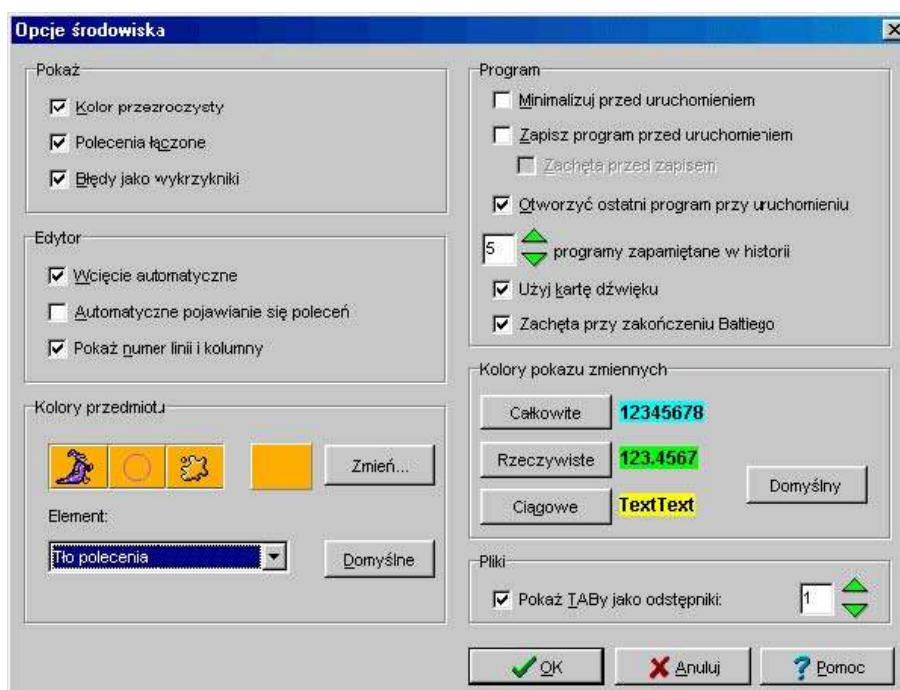 Opcje środowiska
Pokaż
Kolor przezroczysty
Polecenia łączone
Błędy jako wykrzykniki
Edytor
Wcięcie automatyczne
Automatyczne pojawianie się poleceń
Pokaż numer linii i kolumny
Kolory przedmiotu
Zmień...
Element:
Tło polecenia
Domyślne
Program
Minimalizuj przed uruchomieniem
Zapisz program przed uruchomieniem
Zachęta przed zapisem
Otworzyć ostatni program przy uruchomieniu
5 programy zapamiętane w historii
Użyj kartę dźwięku
Zachęta przy zakończeniu Baltiego
Kolory pokazu zmiennych
Całkowite 12345678
Rzeczywiste 123.4567
Ciągowe TextText
Domyślny
Pliki
Pokaż TABy jako odstępniki: 1
OK Anuluj Pomoc